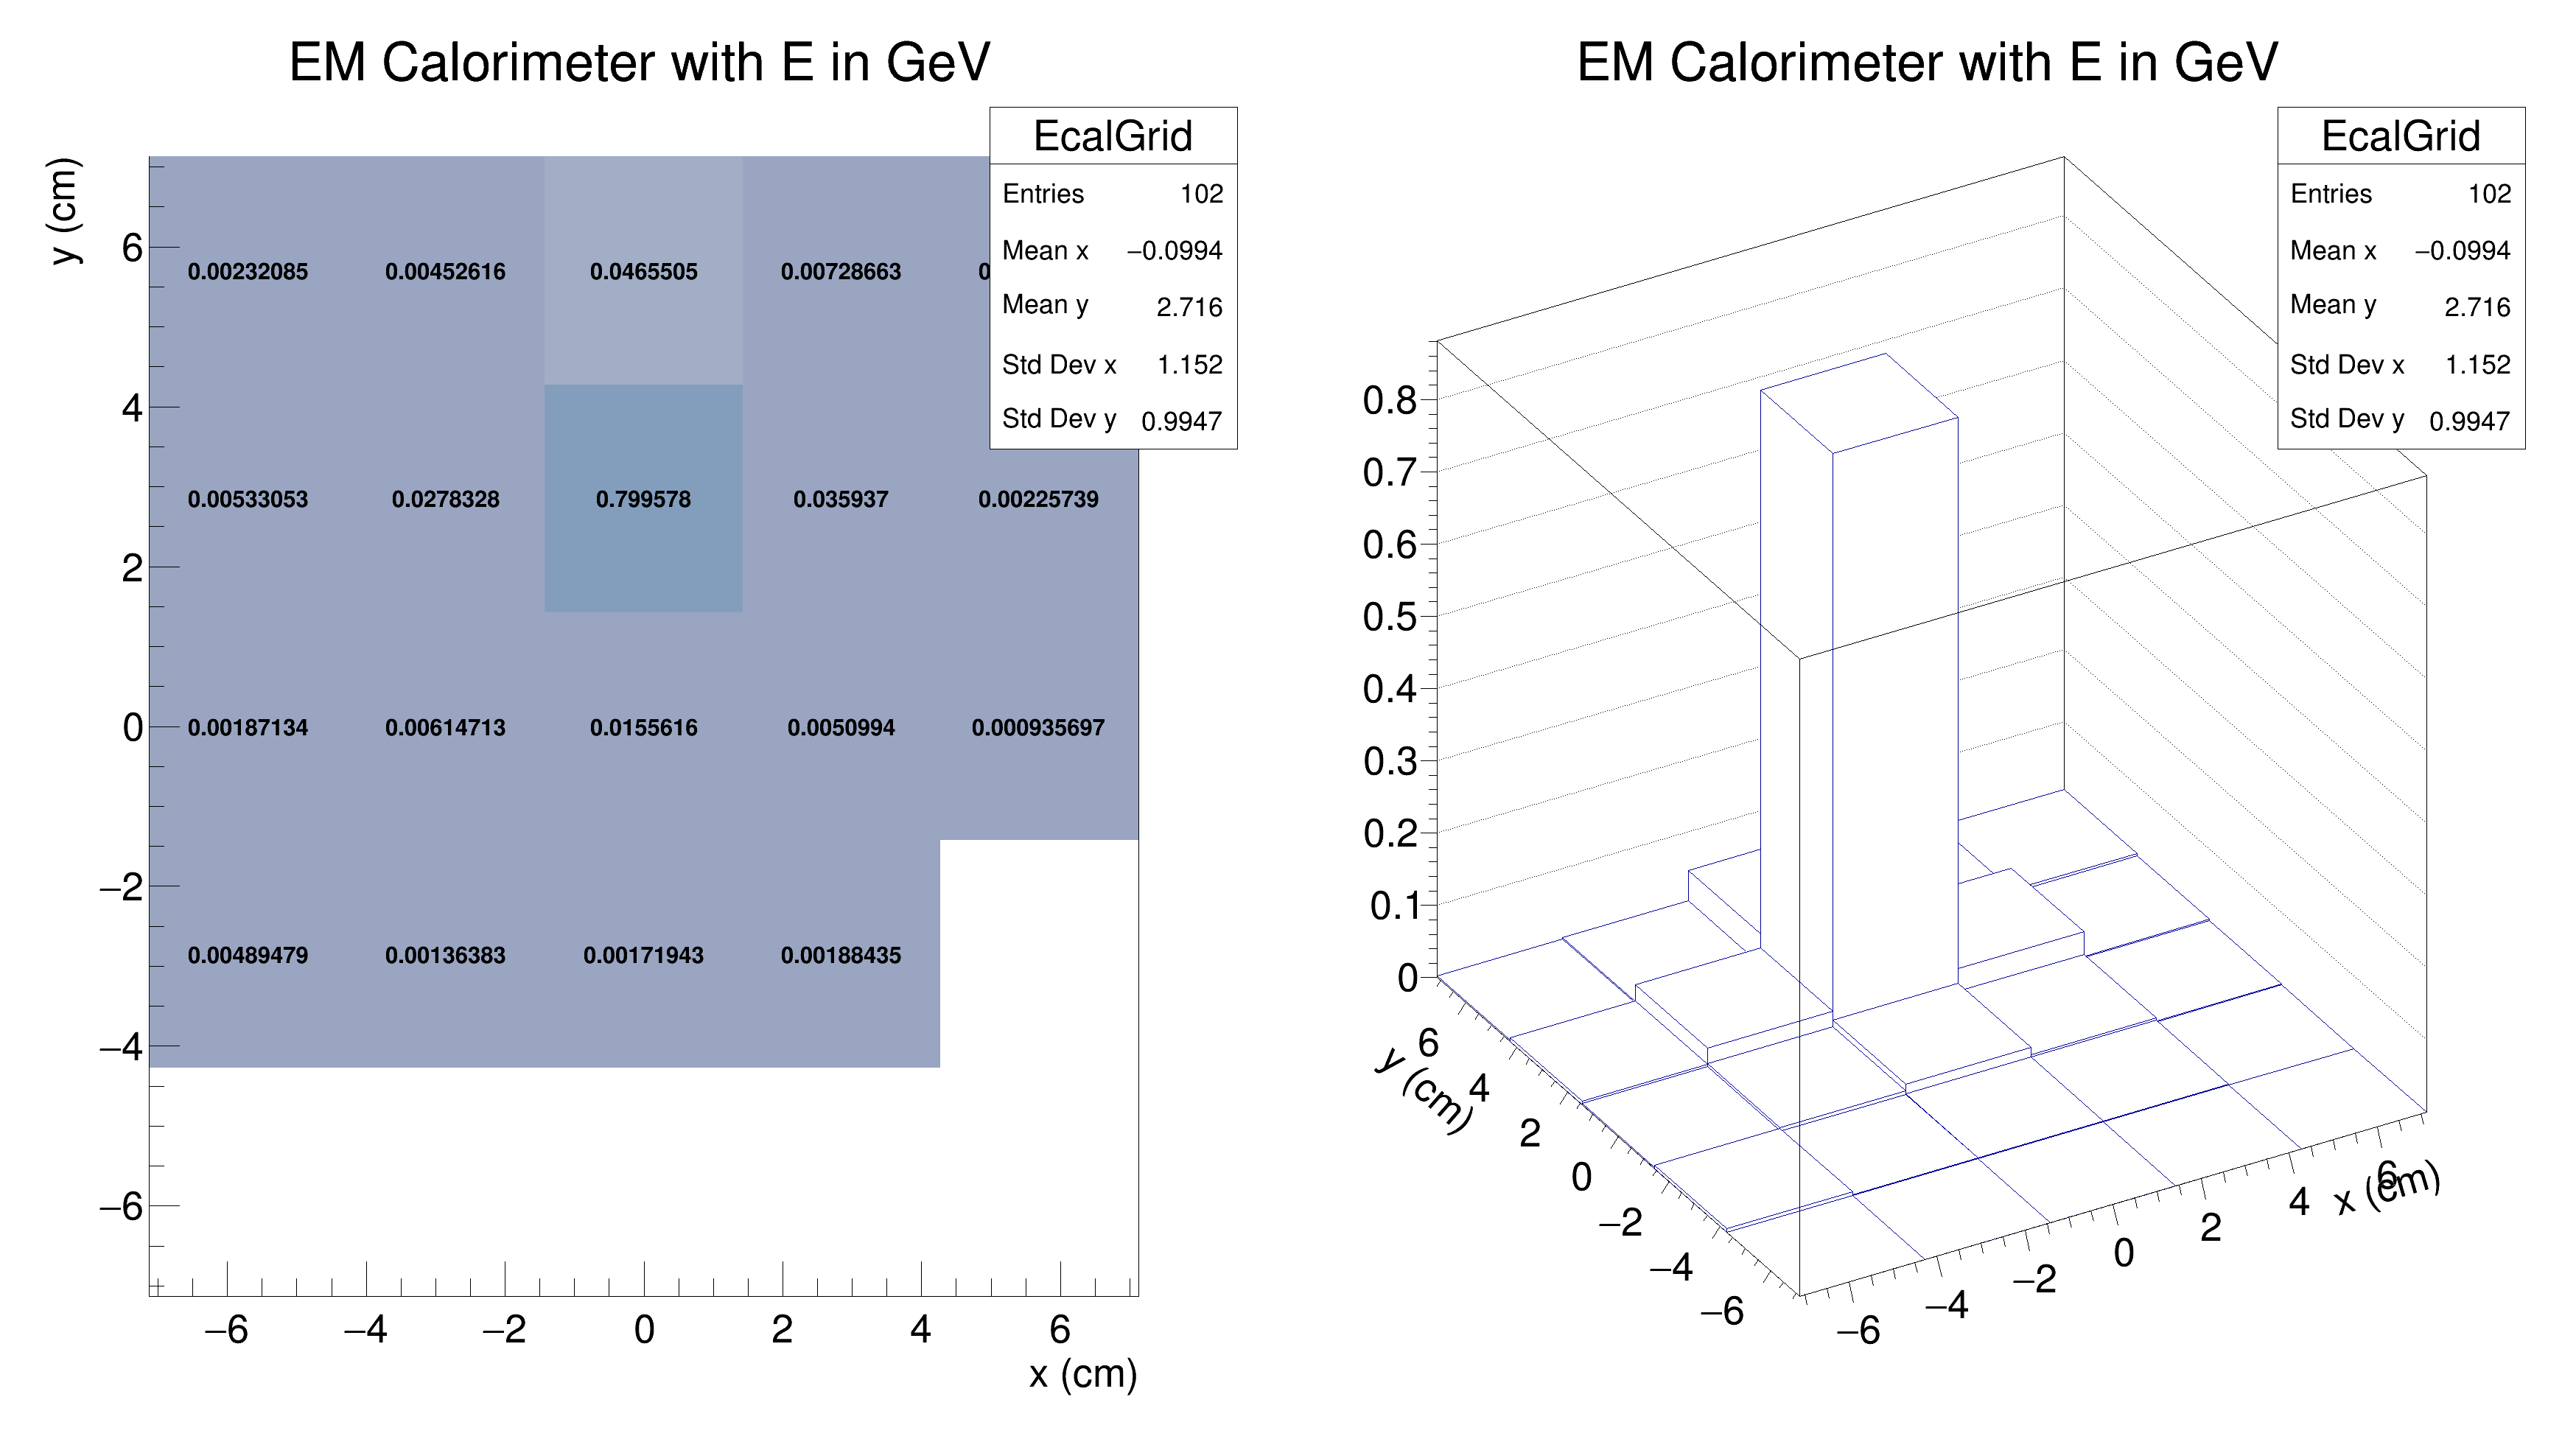 EM Calorimeter with E in GeV
EcalGrid
Entries 102
Mean x −0.0994
Mean y 2.716
Std Dev x 1.152
Std Dev y 0.9947
y (cm)
6
4
2
0
−2
−4
−6
0.00232085 0.00452616 0.0465505 0.00728663
0.00533053 0.0278328 0.799578 0.035937 0.00225739
0.00187134 0.00614713 0.0155616 0.0050994 0.000935697
0.00489479 0.00136383 0.00171943 0.00188435
−6 −4 −2 0 2 4 6
x (cm)
EM Calorimeter with E in GeV
EcalGrid
Entries 102
Mean x −0.0994
Mean y 2.716
Std Dev x 1.152
Std Dev y 0.9947
0.8
0.7
0.6
0.5
0.4
0.3
0.2
0.1
0
6
4
2
0
−2
−4
−6
y (cm)
−6 −4 −2 0 2 4 6
x (cm)